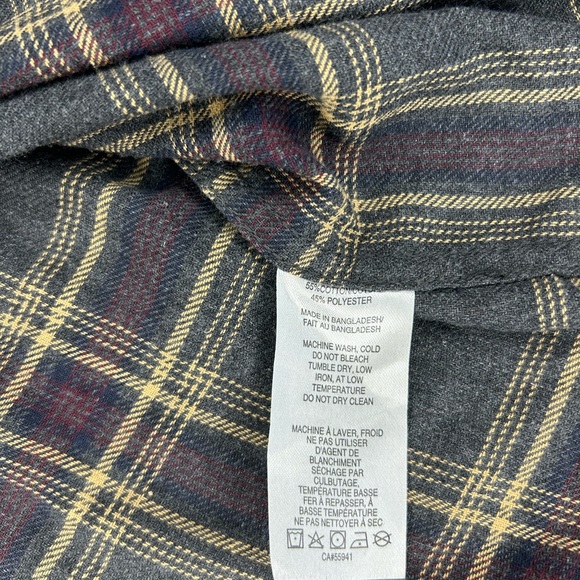 55%COTTON
45% POLYESTER
MADE IN BANGLADESH/
FAIT AU BANGLADESH
MACHINE WASH, COLD
DO NOT BLEACH
TUMBLE DRY, LOW
IRON, AT LOW
TEMPERATURE
DO NOT DRY CLEAN
MACHINE À LAVER, FROID
NE PAS UTILISER
D'AGENT DE
BLANCHIMENT
SÉCHAGE PAR
CULBUTAGE,
TEMPÉRATURE BASSE
FER À REPASSER, À
BASSE TEMPÉRATURE
NE PAS NETTOYER À SEC
CA#55941